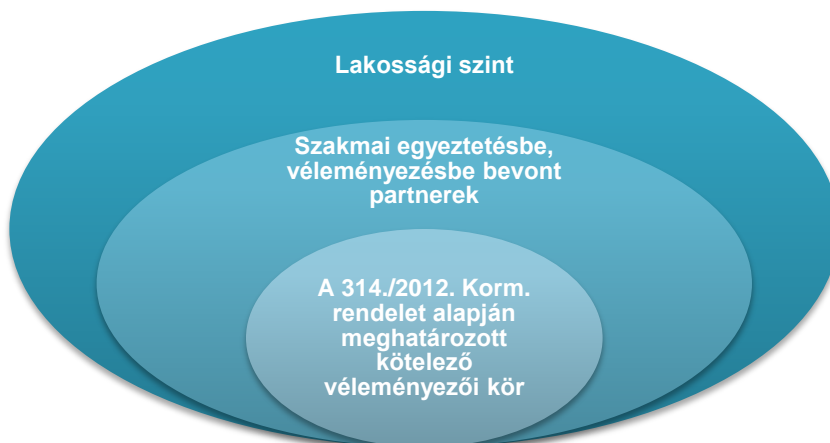 Lakossági szint
Szakmai egyeztetésbe,
véleményezésbe bevont
partnerek
A 314./2012. Korm.
rendelet alapján
meghatározott
kötelező
véleményezői kör